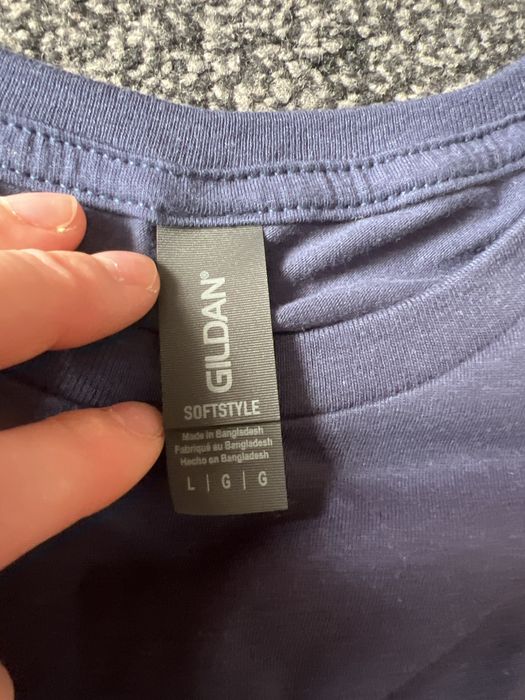 GILDAN®
SOFTSTYLE
Made in Bangladesh
Fabriqué au Bangladesh
Hecho en Bangladesh
L | G | G